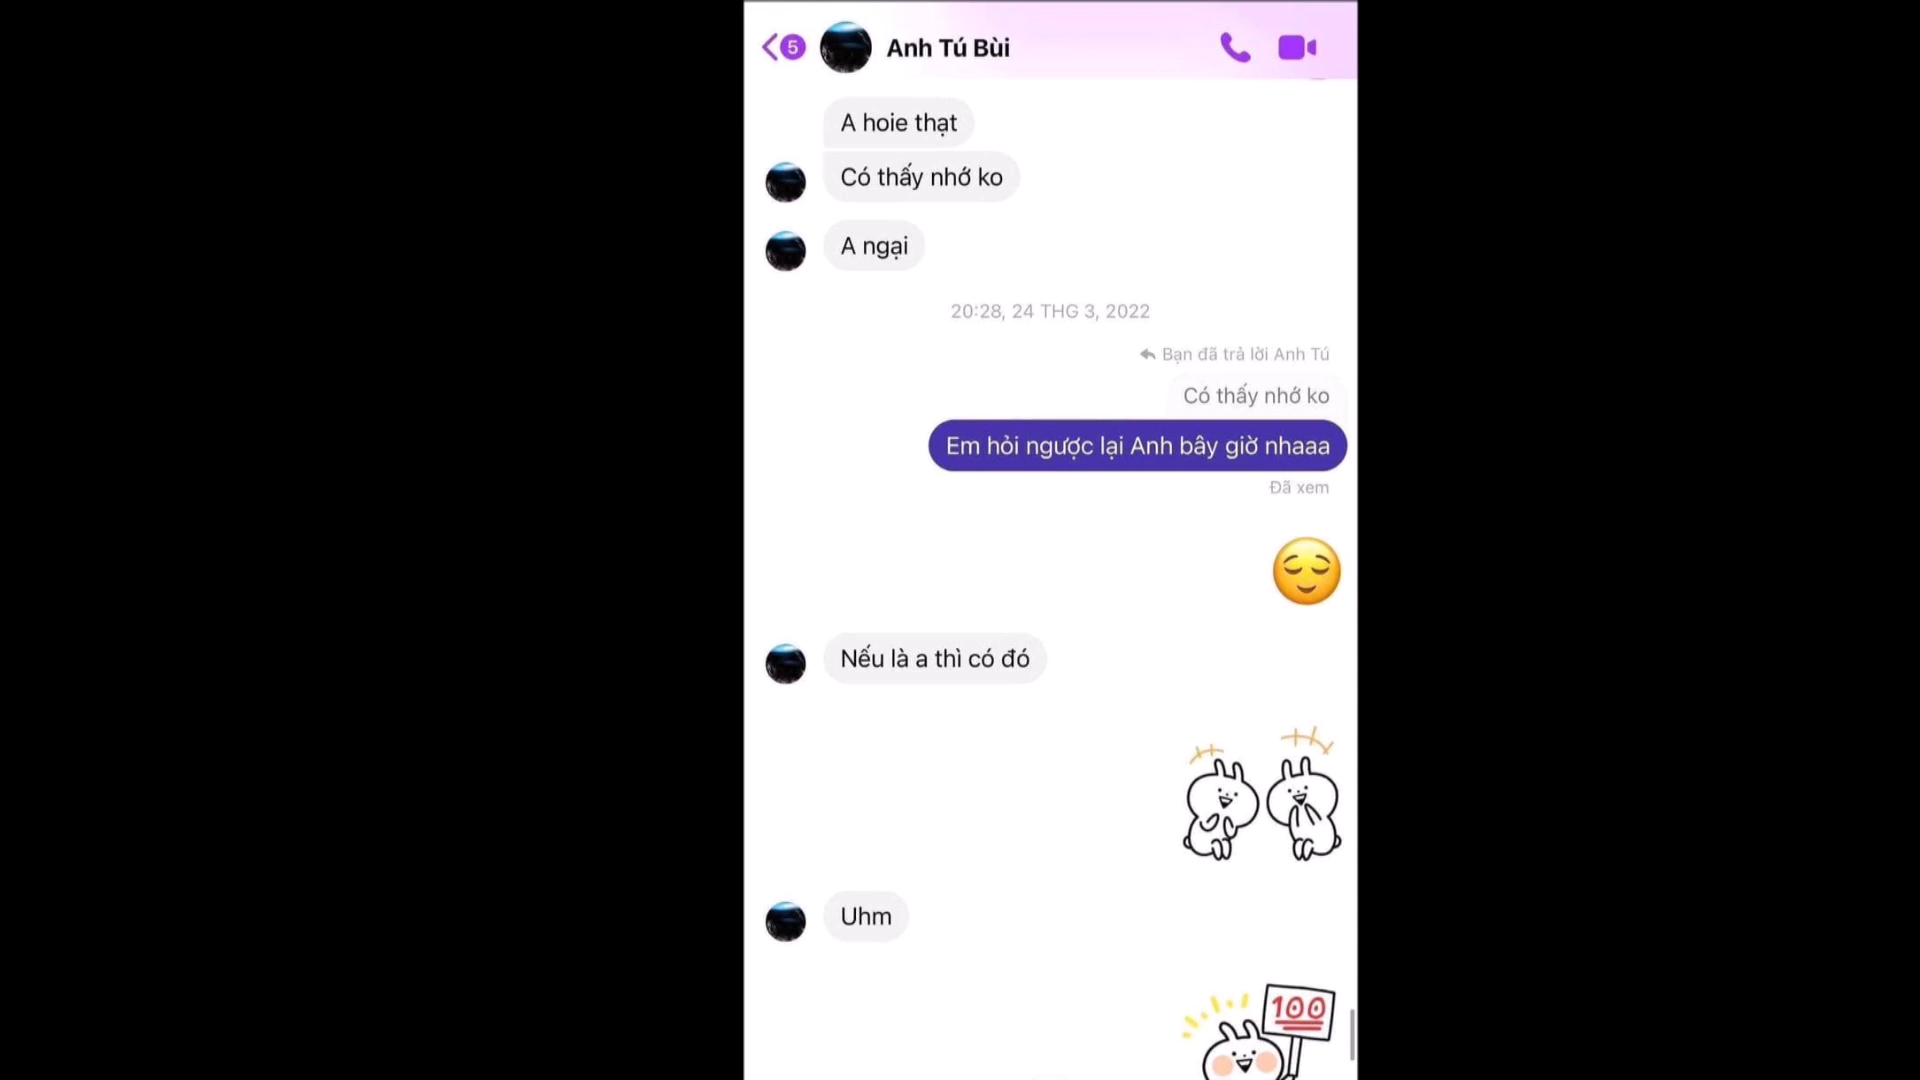 5
Anh Tú Bùi
A hoie thạt
Có thấy nhớ ko
A ngại
20:28, 24 THG 3, 2022
Bạn đã trả lời Anh Tú
Có thấy nhớ ko
Em hỏi ngược lại Anh bây giờ nhaaa
Đã xem
Nếu là a thì có đó
Uhm
100